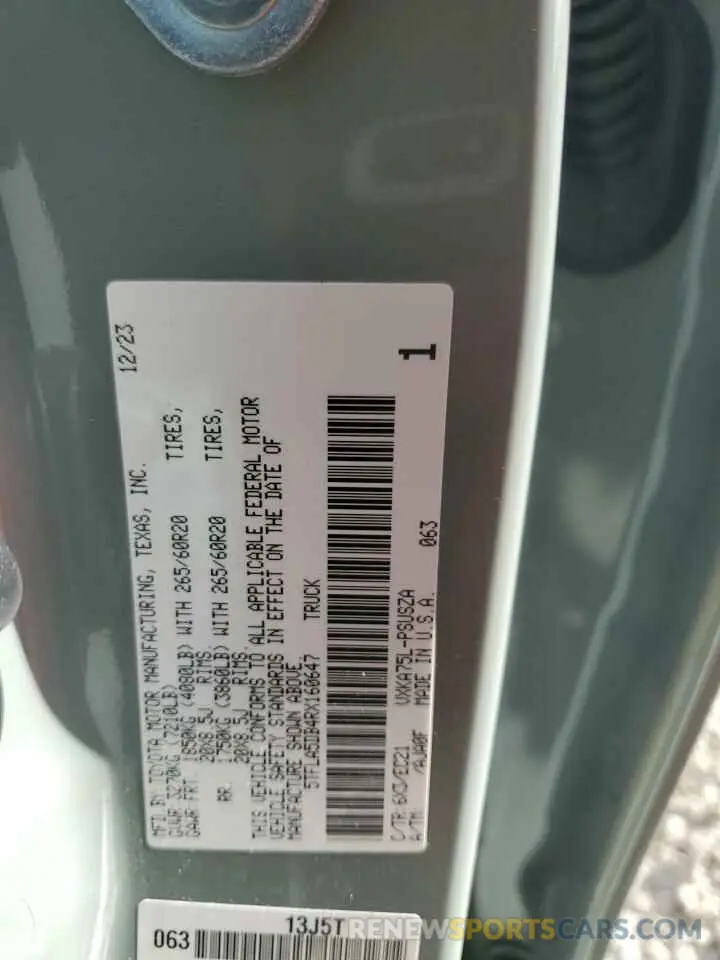 MFD BY TOYOTA MOTOR MANUFACTURING, TEXAS, INC. 12/23
GVWR 3270KG (7210LB)
GAWR FRT 1850KG (4080LB) WITH 265/60R20 TIRES,
20X8.5J RIMS,
RR. 1750KG (3860LB) WITH 265/60R20 TIRES,
20X8.5J RIMS.
THIS VEHICLE CONFORMS TO ALL APPLICABLE FEDERAL MOTOR
VEHICLE SAFETY STANDARDS IN EFFECT ON THE DATE OF
MANUFACTURE SHOWN ABOVE.
5TFLA5DB4RX160647 TRUCK
C/TR: 6X3/EC21 VXKA75L-PSUSZA 1
A/TM: /AJA0F MADE IN U.S.A. 063
13J5T
063
RENEWSPORTSCARS.COM